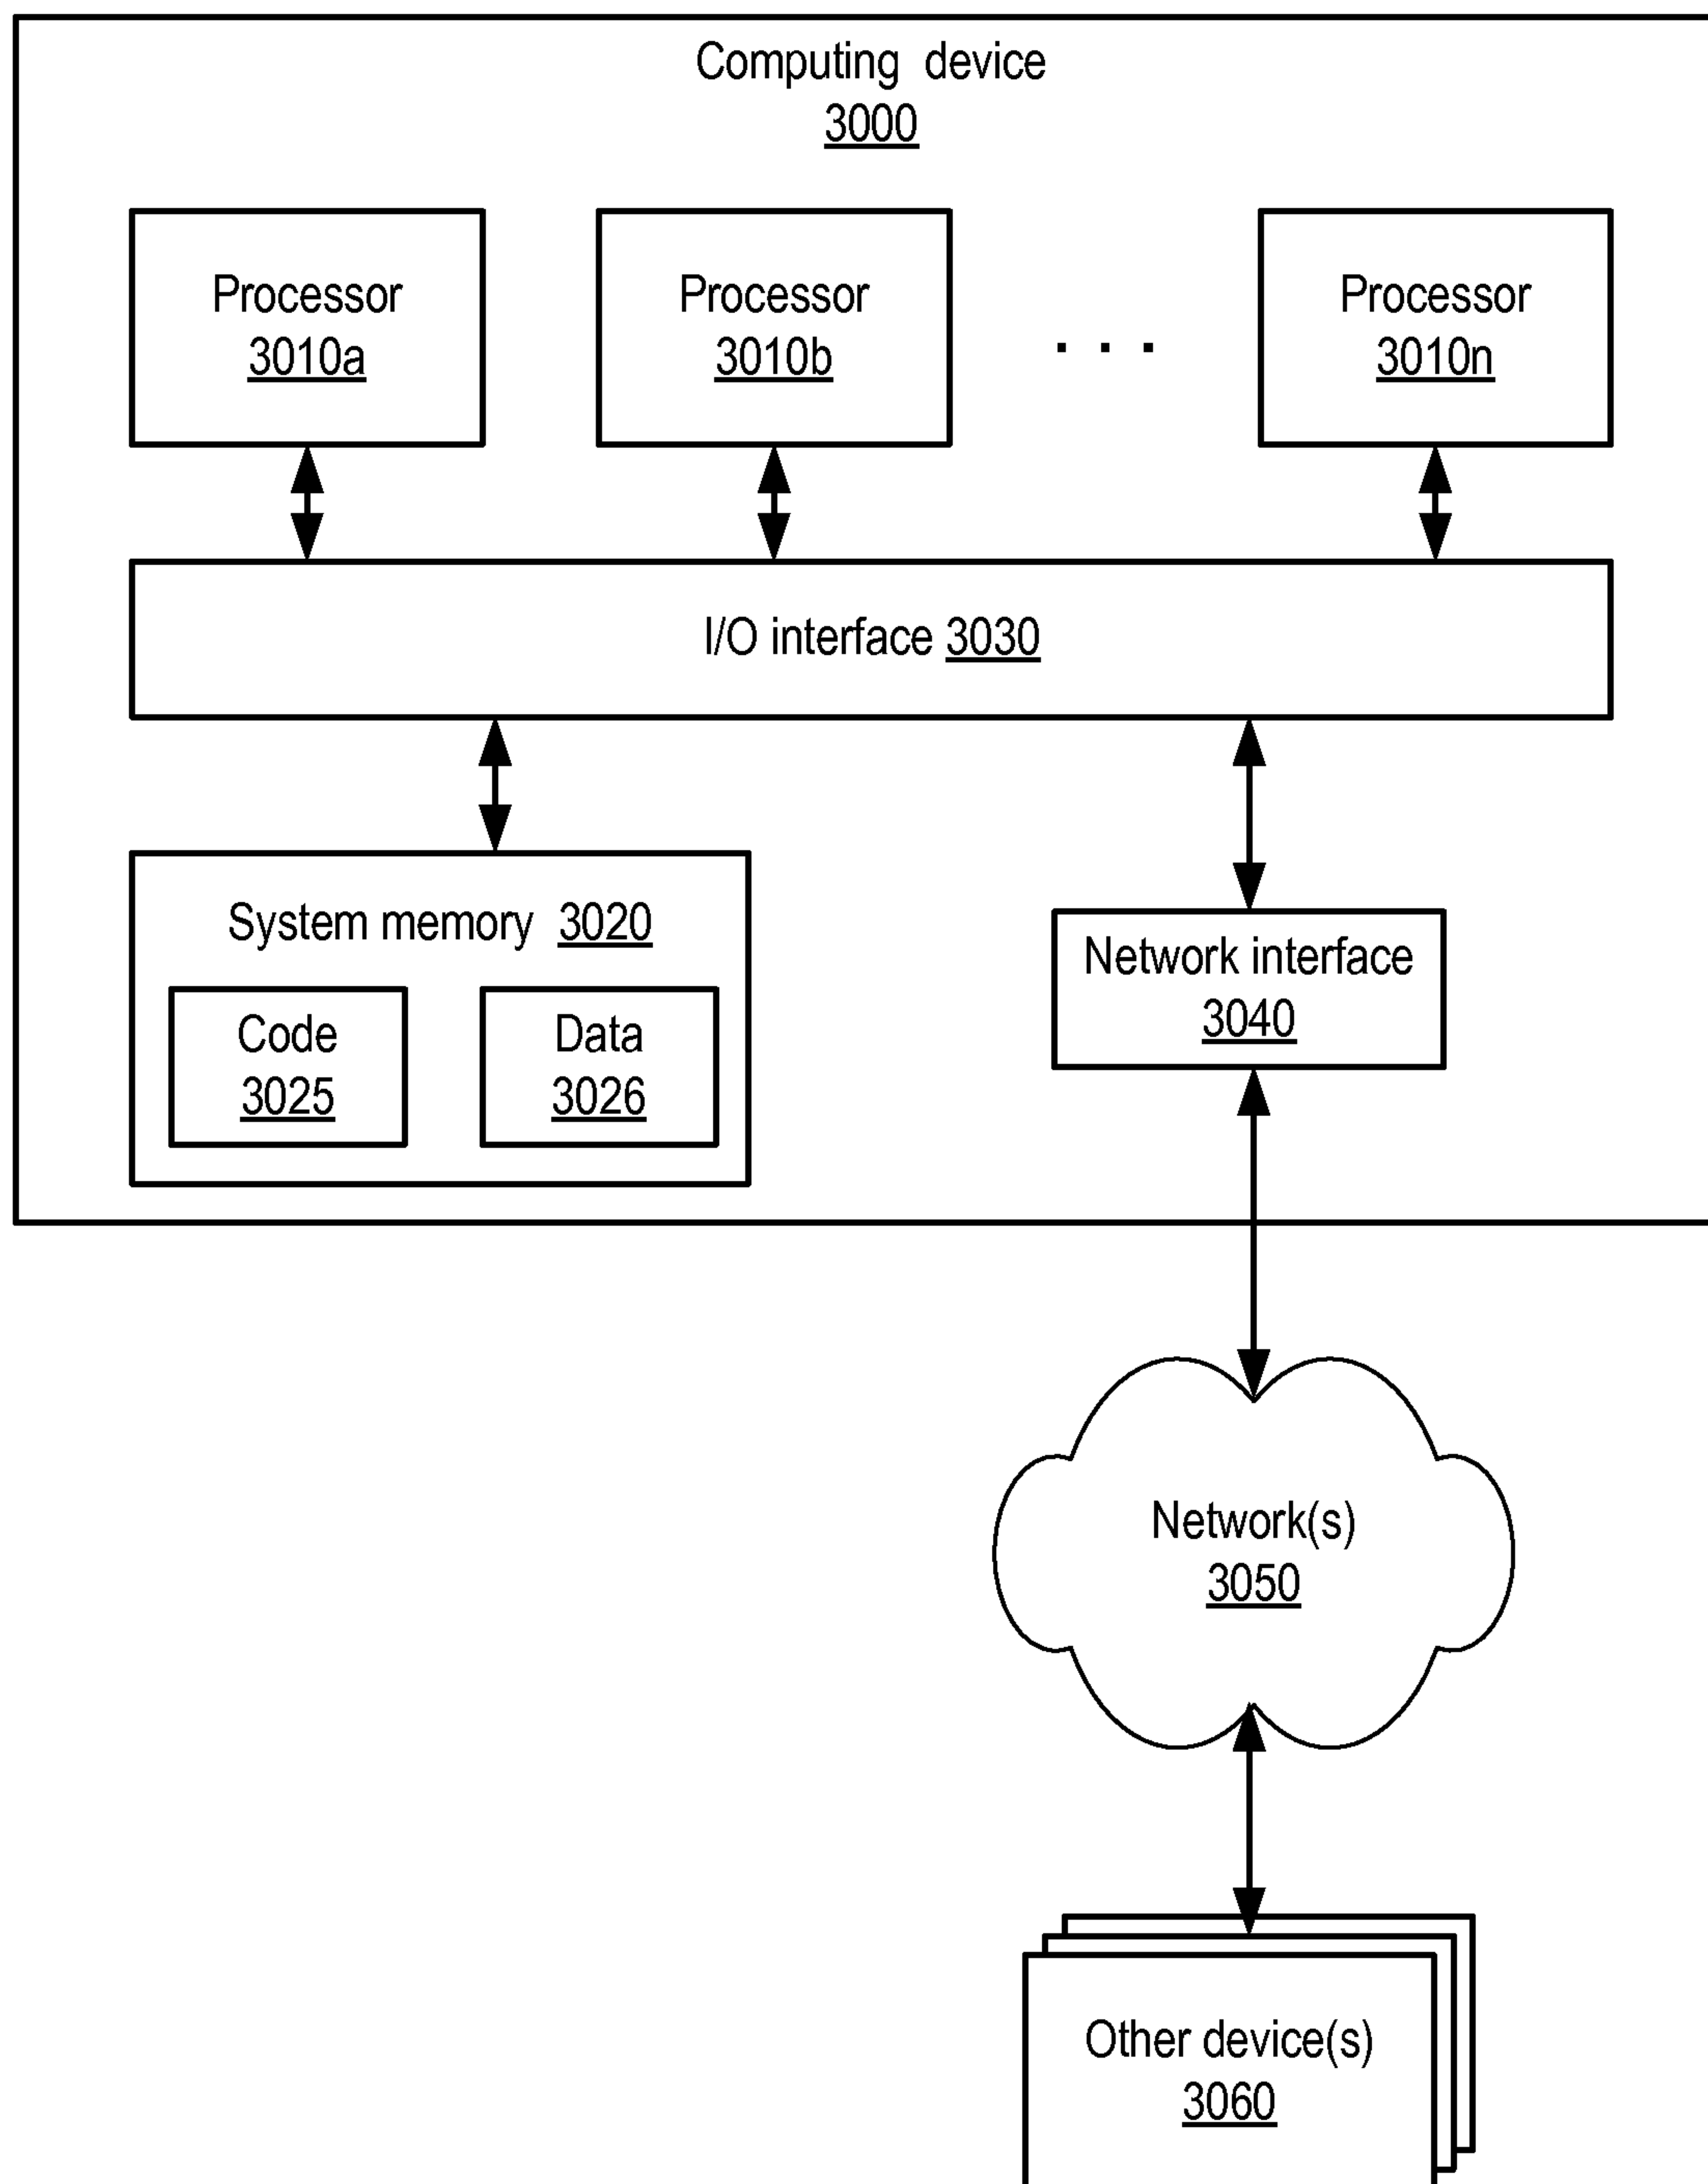 Computing device
3000
Processor
3010a
Processor
3010b
. . .
Processor
3010n
I/O interface 3030
System memory 3020
Code
3025
Data
3026
Network interface
3040
Network(s)
3050
Other device(s)
3060